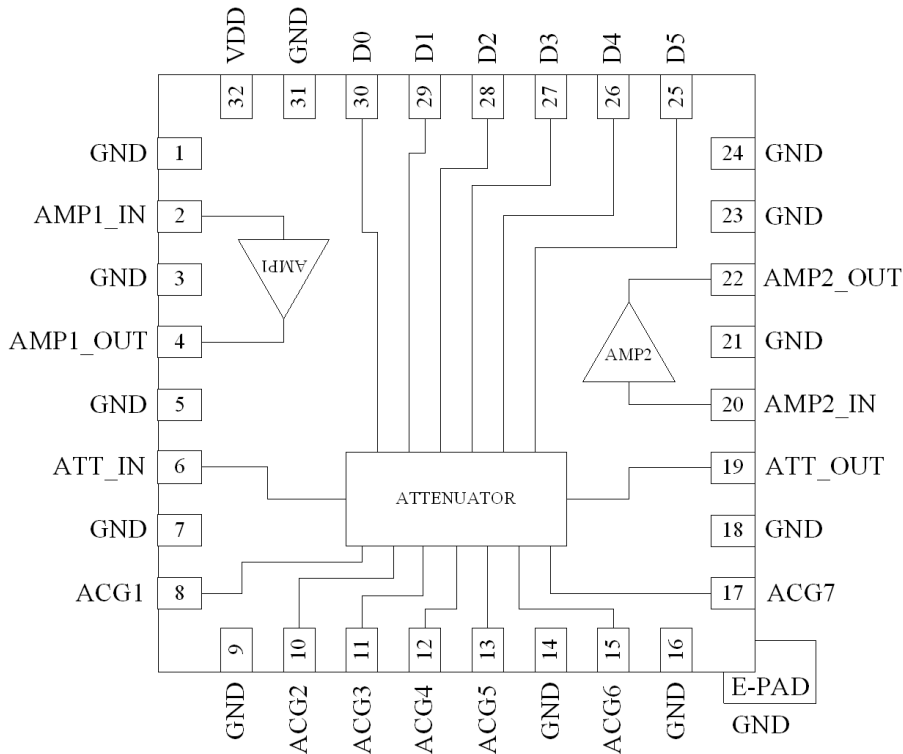 VDD
GND
D0
D1
D2
D3
D4
D5
32
31
30
29
28
27
26
25
GND 1
24 GND
AMP1_IN 2
23 GND
AMP1
GND 3
22 AMP2_OUT
AMP1_OUT 4
21 GND
AMP2
GND 5
20 AMP2_IN
ATT_IN 6
19 ATT_OUT
ATTENUATOR
GND 7
18 GND
ACG1 8
17 ACG7
9
10
11
12
13
14
15
16
GND
ACG2
ACG3
ACG4
ACG5
GND
ACG6
GND
E-PAD
GND